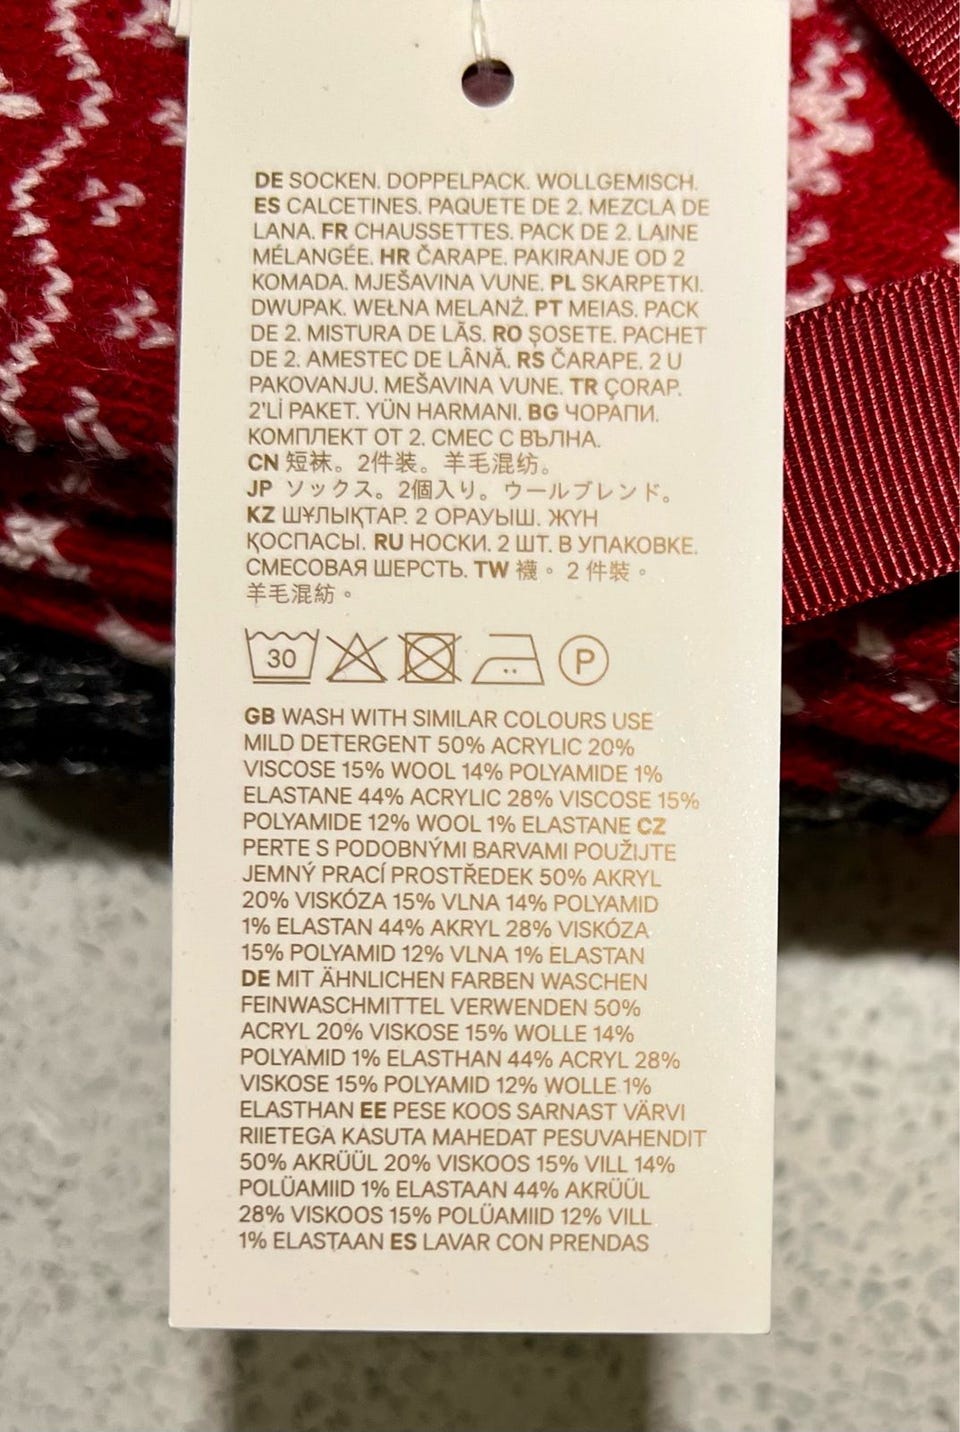 DE SOCKEN. DOPPELPACK. WOLLGEMISCH.
ES CALCETINES. PAQUETE DE 2. MEZCLA DE
LANA. FR CHAUSSETTES. PACK DE 2. LAINE
MÉLANGÉE. HR ČARAPE. PAKIRANJE OD 2
KOMADA. MJEŠAVINA VUNE. PL SKARPETKI.
DWUPAK. WEŁNA MELANŻ. PT MEIAS. PACK
DE 2. MISTURA DE LÃS. RO ȘOSETE. PACHET
DE 2. AMESTEC DE LÂNĂ. RS ČARAPE. 2 U
PAKOVANJU. MEŠAVINA VUNE. TR ÇORAP.
2'Lİ PAKET. YÜN HARMANI. BG ЧОРАПИ.
КОМПЛЕКТ ОТ 2. СМЕС С ВЪЛНА.
CN 短袜。2件装。羊毛混纺。
JP ソックス。2個入り。ウールブレンド。
KZ ШҰЛЫҚТАР. 2 ОРАУЫШ. ЖҮН
ҚОСПАСЫ. RU НОСКИ. 2 ШТ. В УПАКОВКЕ.
СМЕСОВАЯ ШЕРСТЬ. TW 襪。2 件裝。
羊毛混紡。
30 P
GB WASH WITH SIMILAR COLOURS USE
MILD DETERGENT 50% ACRYLIC 20%
VISCOSE 15% WOOL 14% POLYAMIDE 1%
ELASTANE 44% ACRYLIC 28% VISCOSE 15%
POLYAMIDE 12% WOOL 1% ELASTANE CZ
PERTE S PODOBNÝMI BARVAMI POUŽIJTE
JEMNÝ PRACÍ PROSTŘEDEK 50% AKRYL
20% VISKÓZA 15% VLNA 14% POLYAMID
1% ELASTAN 44% AKRYL 28% VISKÓZA
15% POLYAMID 12% VLNA 1% ELASTAN
DE MIT ÄHNLICHEN FARBEN WASCHEN
FEINWASCHMITTEL VERWENDEN 50%
ACRYL 20% VISKOSE 15% WOLLE 14%
POLYAMID 1% ELASTHAN 44% ACRYL 28%
VISKOSE 15% POLYAMID 12% WOLLE 1%
ELASTHAN EE PESE KOOS SARNAST VÄRVI
RIIETEGA KASUTA MAHEDAT PESUVAHENDIT
50% AKRÜÜL 20% VISKOOS 15% VILL 14%
POLÜAMIID 1% ELASTAAN 44% AKRÜÜL
28% VISKOOS 15% POLÜAMIID 12% VILL
1% ELASTAAN ES LAVAR CON PRENDAS